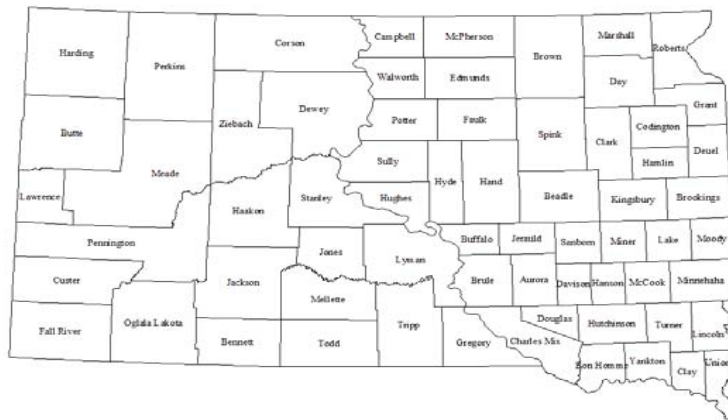 Campbell
McPherson
Marshall
Roberts
Corson
Harding
Perkins
Brown
Walworth
Edmunds
Day
Grant
Dewey
Ziebach
Butte
Potter
Faulk
Spink
Codington
Clark
Deuel
Hamlin
Sully
Meade
Hyde
Hand
Lawrence
Stanley
Hughes
Beadle
Kingsbury
Brookings
Haakon
Pennington
Buffalo
Jerauld
Sanborn
Miner
Lake
Moody
Jones
Lyman
Custer
Jackson
Brule
Aurora
Davison
Hanson
McCook
Minnehaha
Mellette
Fall River
Oglala Lakota
Tripp
Douglas
Hutchinson
Turner
Lincoln
Bennett
Todd
Gregory
Charles Mix
Bon Homme
Yankton
Clay
Union